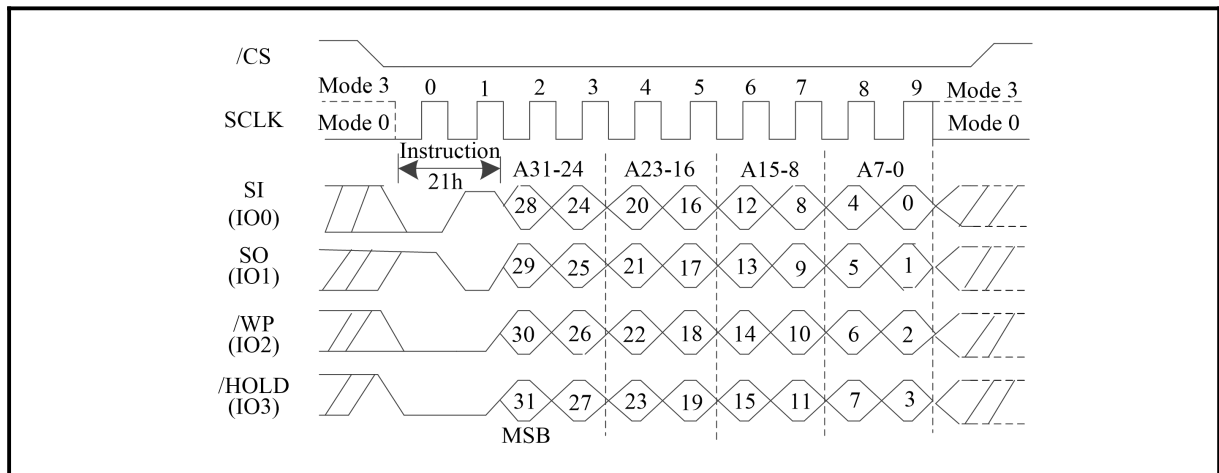 /CS
Mode 3 0 1 2 3 4 5 6 7 8 9 Mode 3
SCLK Mode 0 Mode 0
Instruction
21h A31-24 A23-16 A15-8 A7-0
SI
(IO0) 28 24 20 16 12 8 4 0
SO
(IO1) 29 25 21 17 13 9 5 1
/WP
(IO2) 30 26 22 18 14 10 6 2
/HOLD
(IO3) 31 27 23 19 15 11 7 3
MSB